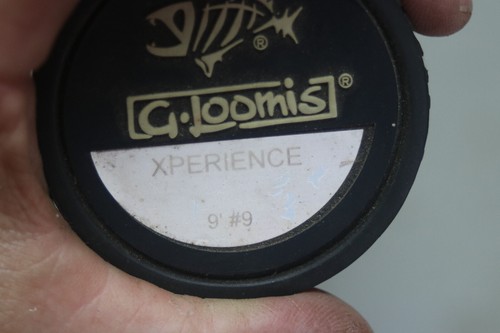 G.Loomis®
®
XPERIENCE
9' #9